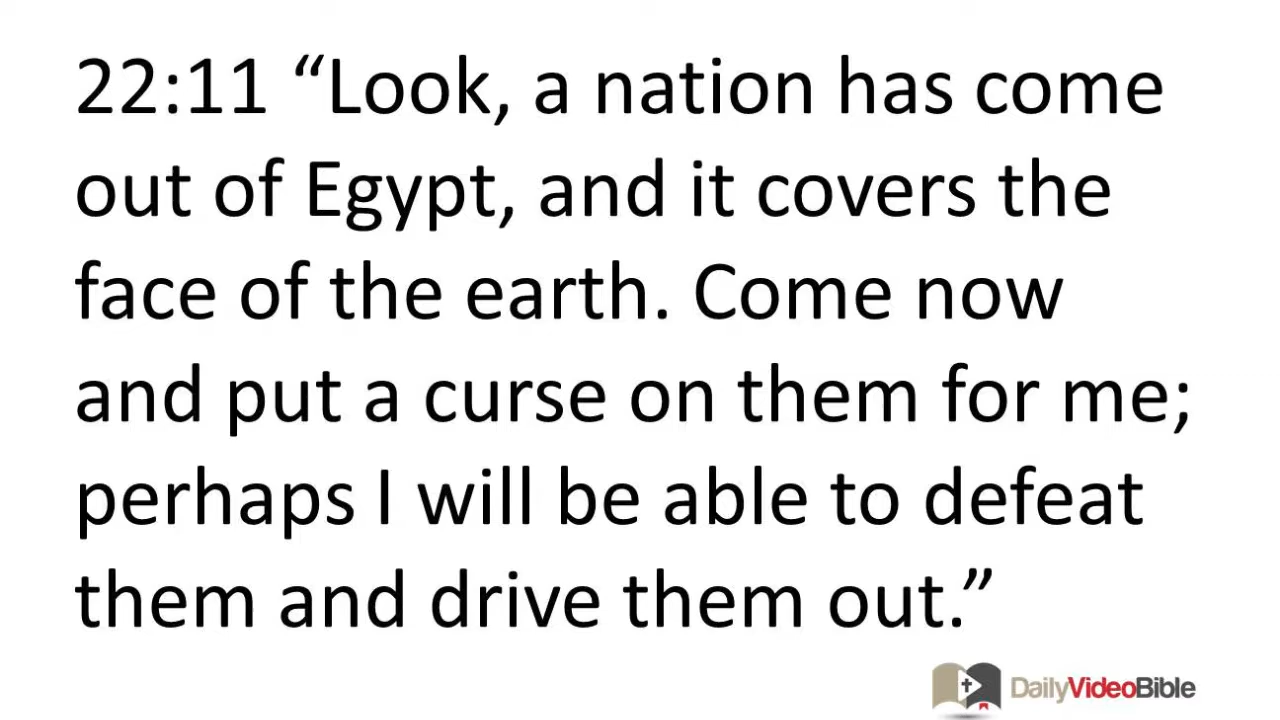 22:11 “Look, a nation has come
out of Egypt, and it covers the
face of the earth. Come now
and put a curse on them for me;
perhaps I will be able to defeat
them and drive them out.”
DailyVideoBible